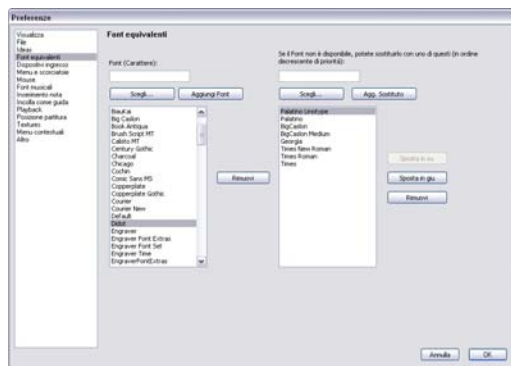 Preferenze
Visualizza
File
Ideas
Font equivalenti
Dispositivi ingresso
Menu e scorciatoie
Mouse
Font musicali
Inserimento nota
Incolla come guida
Playback
Posizione partitura
Textures
Menu contestuali
Altro
Font equivalenti
Font (Carattere):
Scegli...
Aggiungi Font
BiauKai
Big Caslon
Book Antiqua
Brush Script MT
Calisto MT
Century Gothic
Charcoal
Chicago
Cochin
Comic Sans MS
Copperplate
Copperplate Gothic
Courier
Courier New
Default
Didot
Engraver
Engraver Font Extras
Engraver Font Set
Engraver Time
EngraverFontExtras
Rimuovi
Se il Font non è disponibile, potete sostituirlo con uno di questi (in ordine
decrescente di priorità):
Scegli...
Agg. Sostituto
Palatino Linotype
Palatino
BigCaslon
BigCaslon Medium
Georgia
Times New Roman
Times Roman
Times
Sposta in su
Sposta in giu
Rimuovi
Annulla
OK